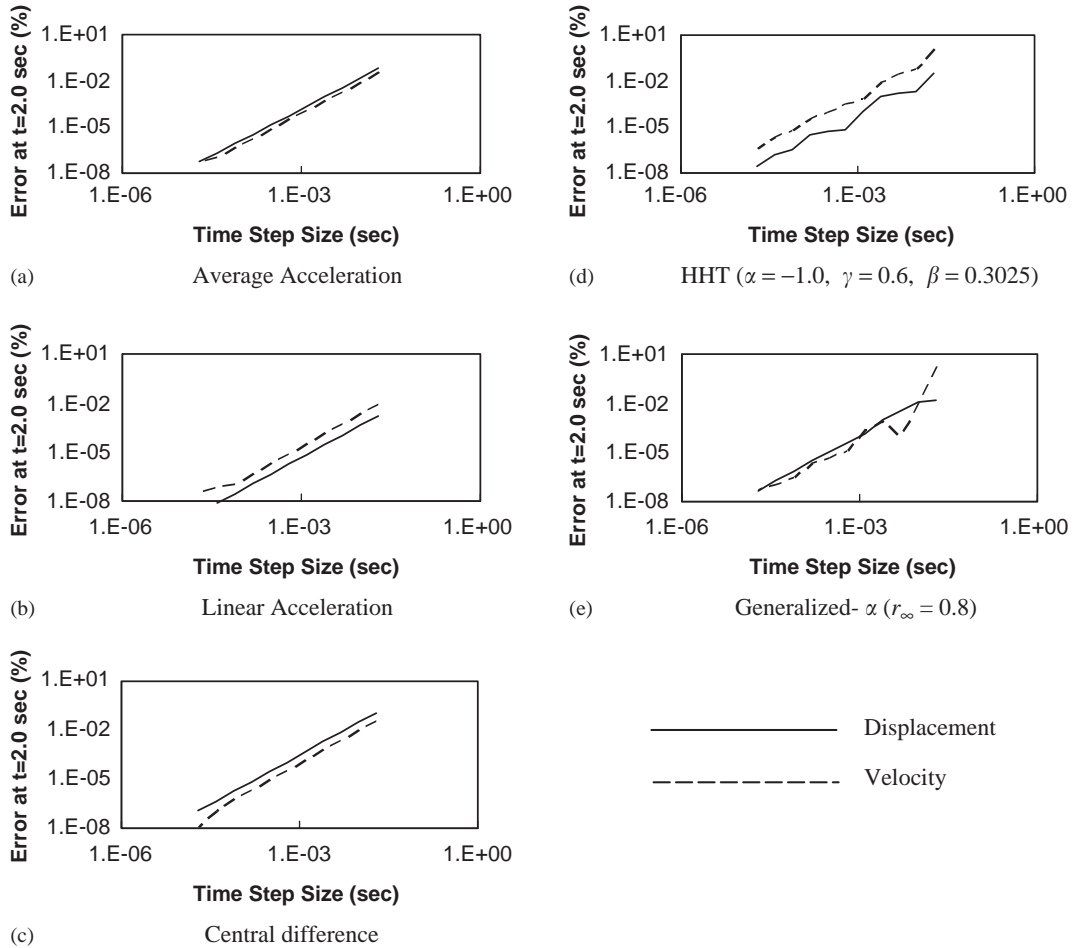 Error at t=2.0 sec (%)
1.E+01
1.E-02
1.E-05
1.E-08
1.E-06
1.E-03
1.E+00
Time Step Size (sec)
(a) Average Acceleration
Error at t=2.0 sec (%)
1.E+01
1.E-02
1.E-05
1.E-08
1.E-06
1.E-03
1.E+00
Time Step Size (sec)
(b) Linear Acceleration
Error at t=2.0 sec (%)
1.E+01
1.E-02
1.E-05
1.E-08
1.E-06
1.E-03
1.E+00
Time Step Size (sec)
(c) Central difference
Error at t=2.0 sec (%)
1.E+01
1.E-02
1.E-05
1.E-08
1.E-06
1.E-03
1.E+00
Time Step Size (sec)
(d) HHT (α = −1.0, γ = 0.6, β = 0.3025)
Error at t=2.0 sec (%)
1.E+01
1.E-02
1.E-05
1.E-08
1.E-06
1.E-03
1.E+00
Time Step Size (sec)
(e) Generalized- α (r∞ = 0.8)
Displacement
Velocity